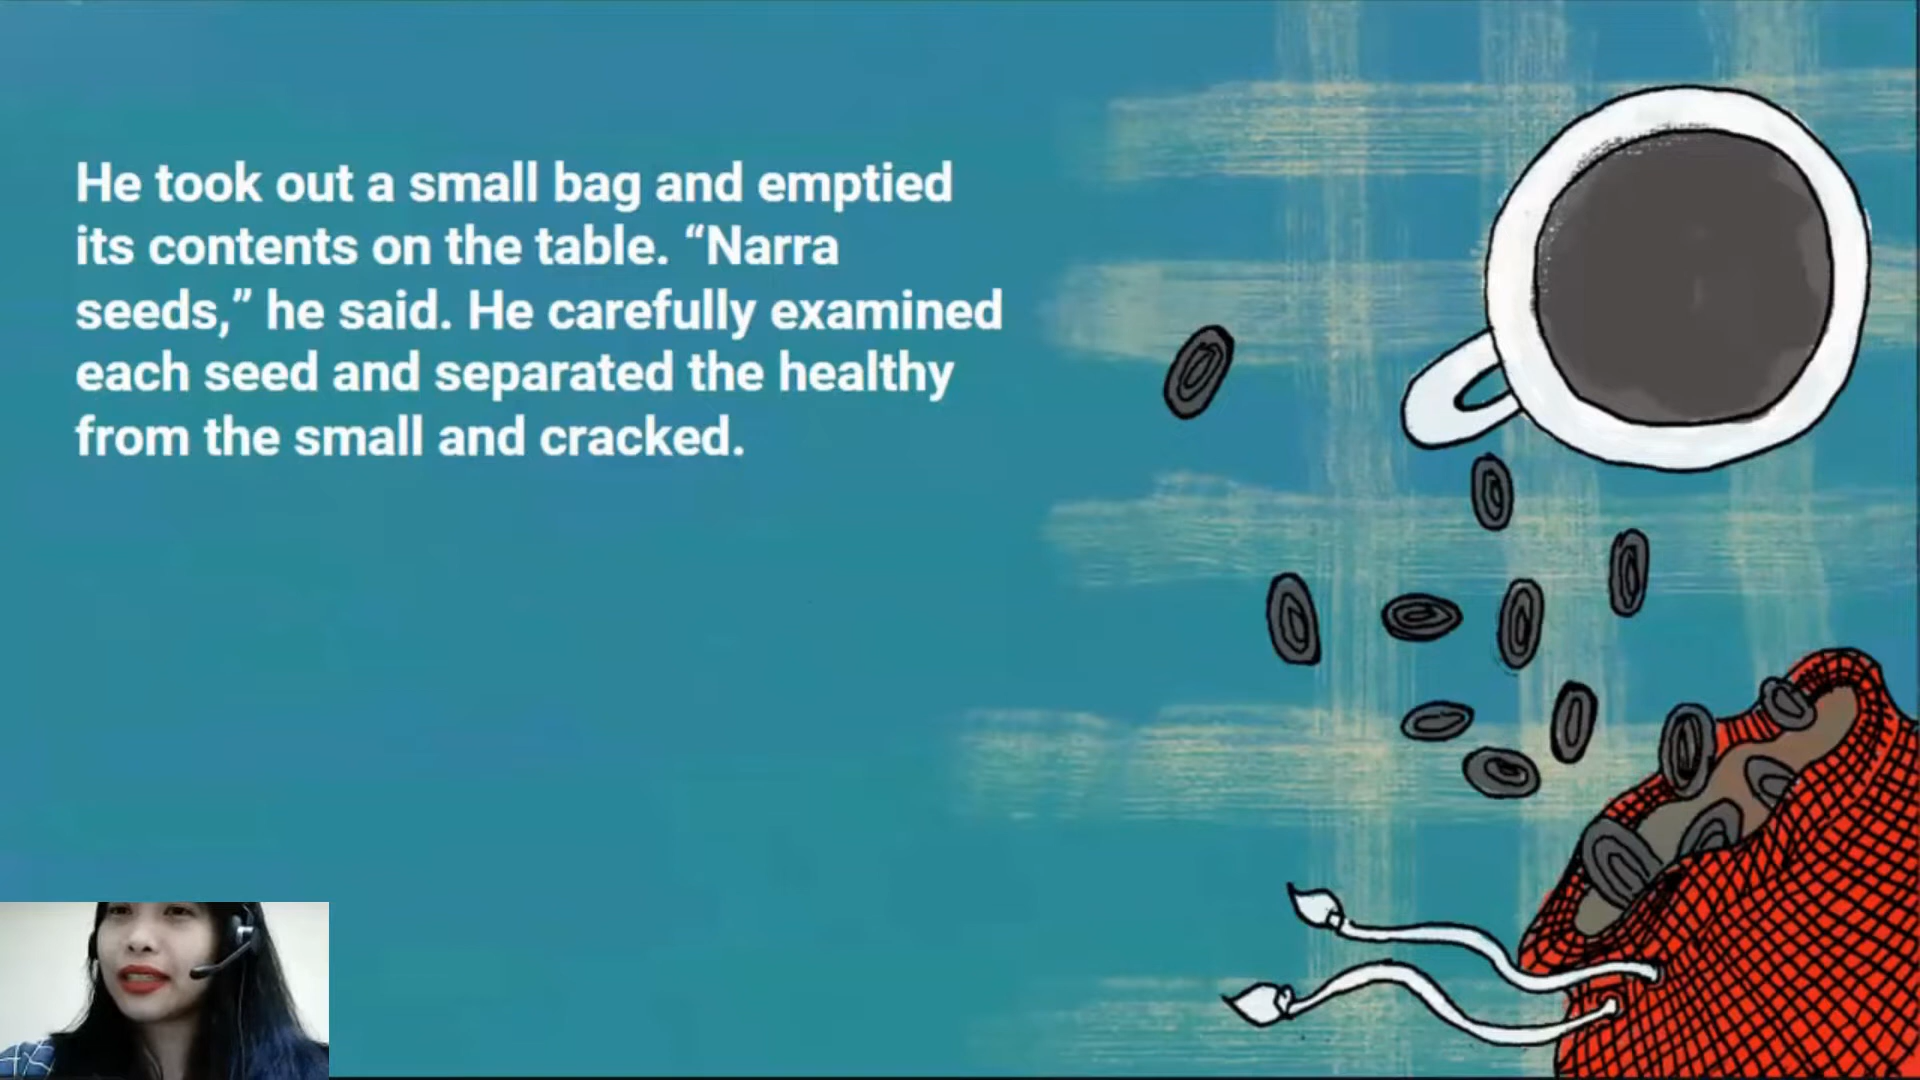 He took out a small bag and emptied
its contents on the table. “Narra
seeds,” he said. He carefully examined
each seed and separated the healthy
from the small and cracked.